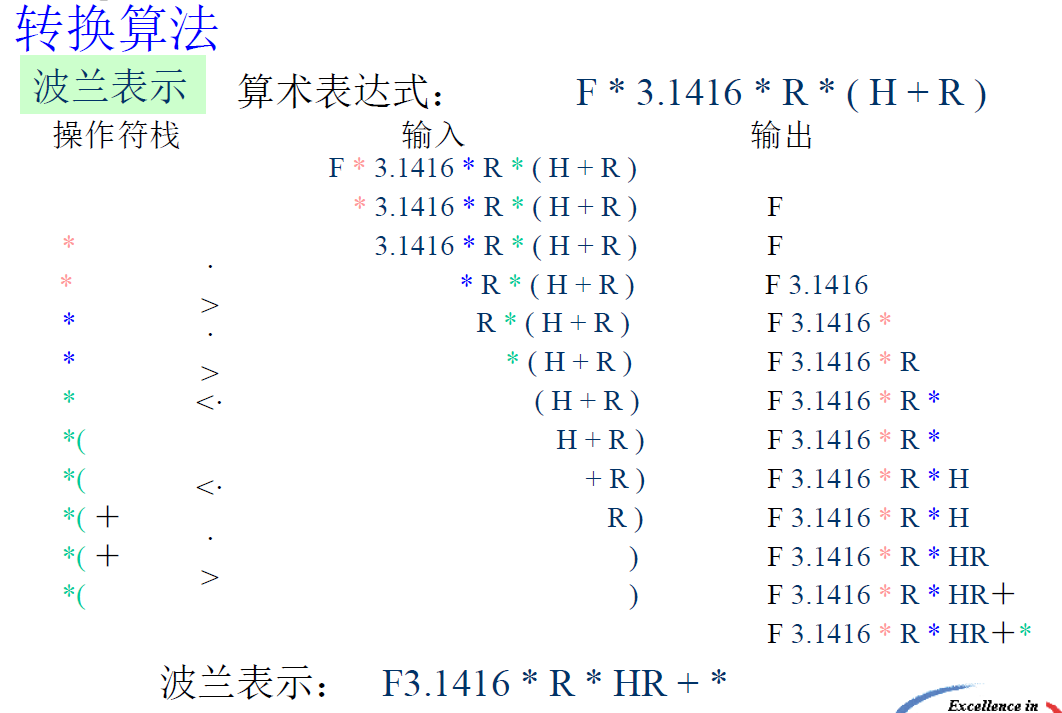 转换算法
波兰表示 算术表达式： F * 3.1416 * R * ( H + R )
操作符栈 输入 输出
F * 3.1416 * R * ( H + R )
* 3.1416 * R * ( H + R ) F
* 3.1416 * R * ( H + R ) F
* ·> * R * ( H + R ) F 3.1416
* R * ( H + R ) F 3.1416 *
* ·> * ( H + R ) F 3.1416 * R
* <· ( H + R ) F 3.1416 * R *
*( H + R ) F 3.1416 * R *
*( <· + R ) F 3.1416 * R * H
*( + R ) F 3.1416 * R * H
*( + ·> ) F 3.1416 * R * HR
*( ) F 3.1416 * R * HR+
F 3.1416 * R * HR+*
波兰表示： F3.1416 * R * HR + *
Excellence in